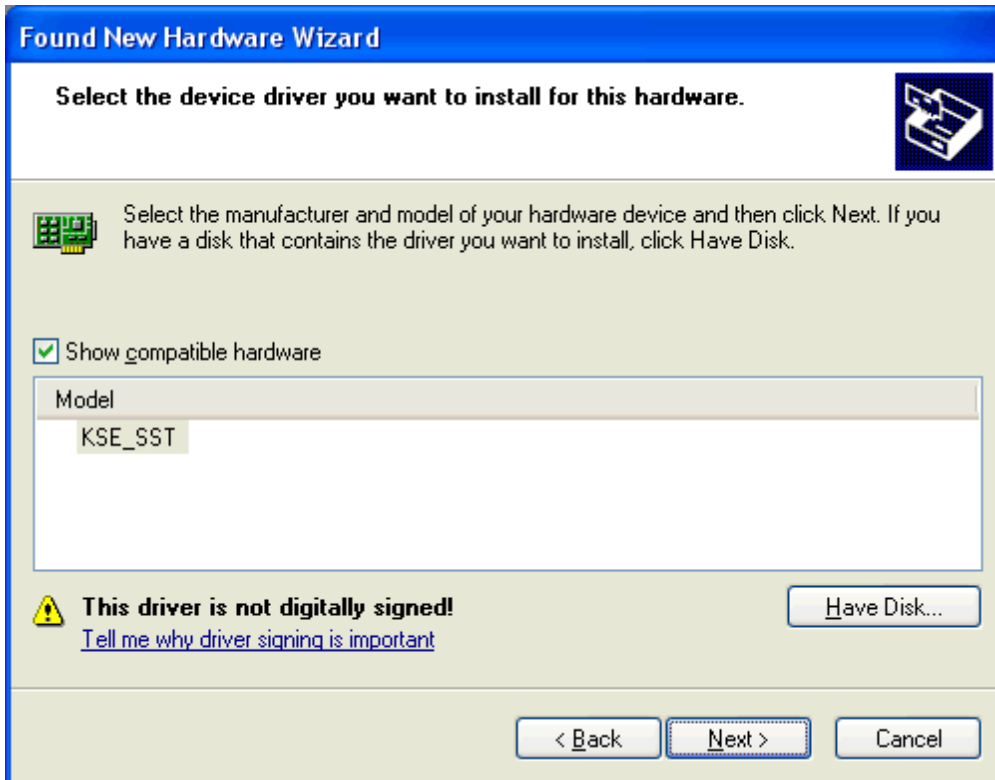 Found New Hardware Wizard
Select the device driver you want to install for this hardware.
Select the manufacturer and model of your hardware device and then click Next. If you
have a disk that contains the driver you want to install, click Have Disk.
Show compatible hardware
Model
KSE_SST
This driver is not digitally signed!
Have Disk...
Tell me why driver signing is important
< Back
Next >
Cancel